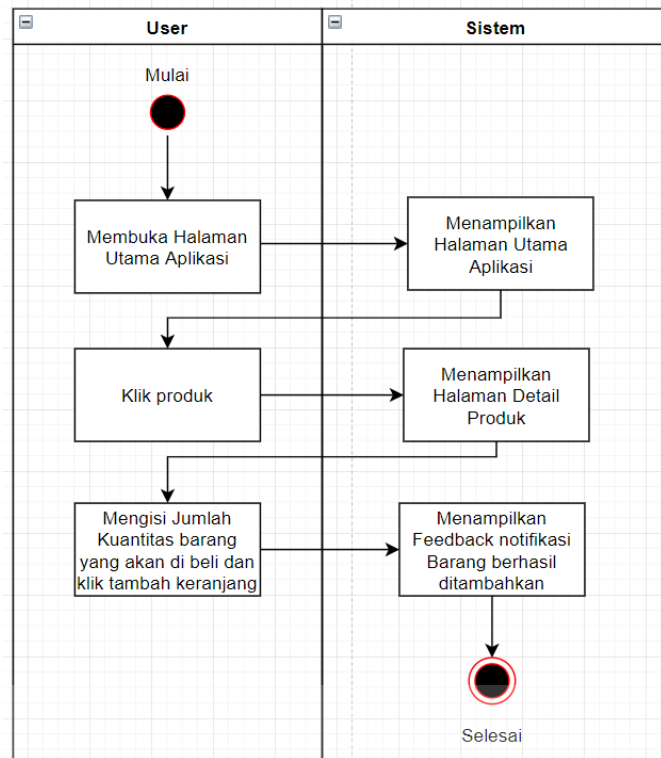 User
Sistem
Mulai
Membuka Halaman
Utama Aplikasi
Menampilkan
Halaman Utama
Aplikasi
Klik produk
Menampilkan
Halaman Detail
Produk
Mengisi Jumlah
Kuantitas barang
yang akan di beli dan
klik tambah keranjang
Menampilkan
Feedback notifikasi
Barang berhasil
ditambahkan
Selesai